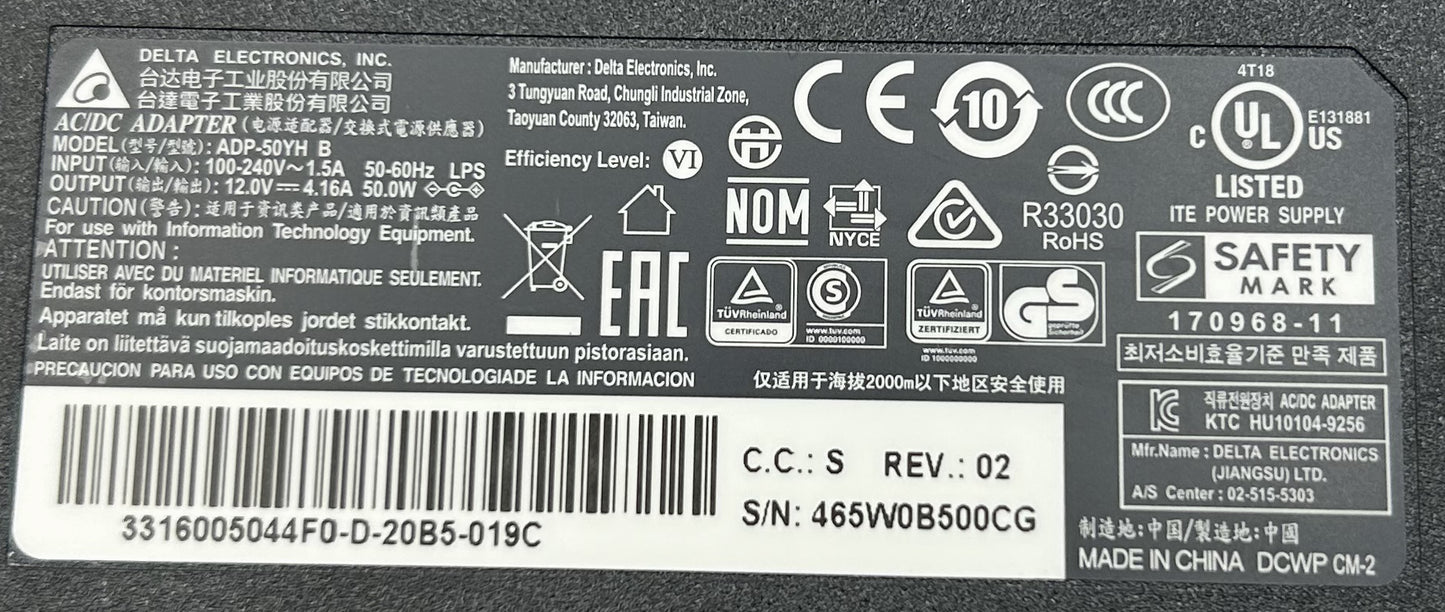 DELTA ELECTRONICS, INC.
台达电子工业股份有限公司
台達電子工業股份有限公司
AC/DC ADAPTER (电源适配器/交換式電源供應器)
MODEL(型号/型號): ADP-50YH B
INPUT(输入/輸入): 100-240V~1.5A 50-60Hz LPS
OUTPUT(输出/輸出): 12.0V⎓4.16A 50.0W
CAUTION(警告): 适用于资讯类产品/適用於資訊類產品
For use with Information Technology Equipment.
ATTENTION :
UTILISER AVEC DU MATERIEL INFORMATIQUE SEULEMENT.
Endast för kontorsmaskin.
Apparatet må kun tilkoples jordet stikkontakt.
Laite on liitettävä suojamaadoituskoskettimilla varustettuun pistorasiaan.
PRECAUCION PARA USO CON EQUIPOS DE TECNOLOGIADE LA INFORMACION
Manufacturer : Delta Electronics, Inc.
3 Tungyuan Road, Chungli Industrial Zone,
Taoyuan County 32063, Taiwan.
Efficiency Level: VI
CE
10
CCC
NOM
NYCE
EAC
R33030
RoHS
TÜVRheinland
CERTIFICADO
S
www.tuv.com
ID 0000100000
TÜVRheinland
ZERTIFIZIERT
GS
geprüfte
Sicherheit
www.tuv.com
ID 1000000000
仅适用于海拔2000m以下地区安全使用
4T18
C UL US
®
E131881
LISTED
ITE POWER SUPPLY
SAFETY
MARK
170968-11
최저소비효율기준 만족 제품
직류전원장치 AC/DC ADAPTER
KTC HU10104-9256
Mfr.Name : DELTA ELECTRONICS
(JIANGSU) LTD.
A/S Center : 02-515-5303
制造地:中国/製造地:中國
MADE IN CHINA DCWP CM-2
C.C.: S REV.: 02
S/N: 465W0B500CG
3316005044F0-D-20B5-019C